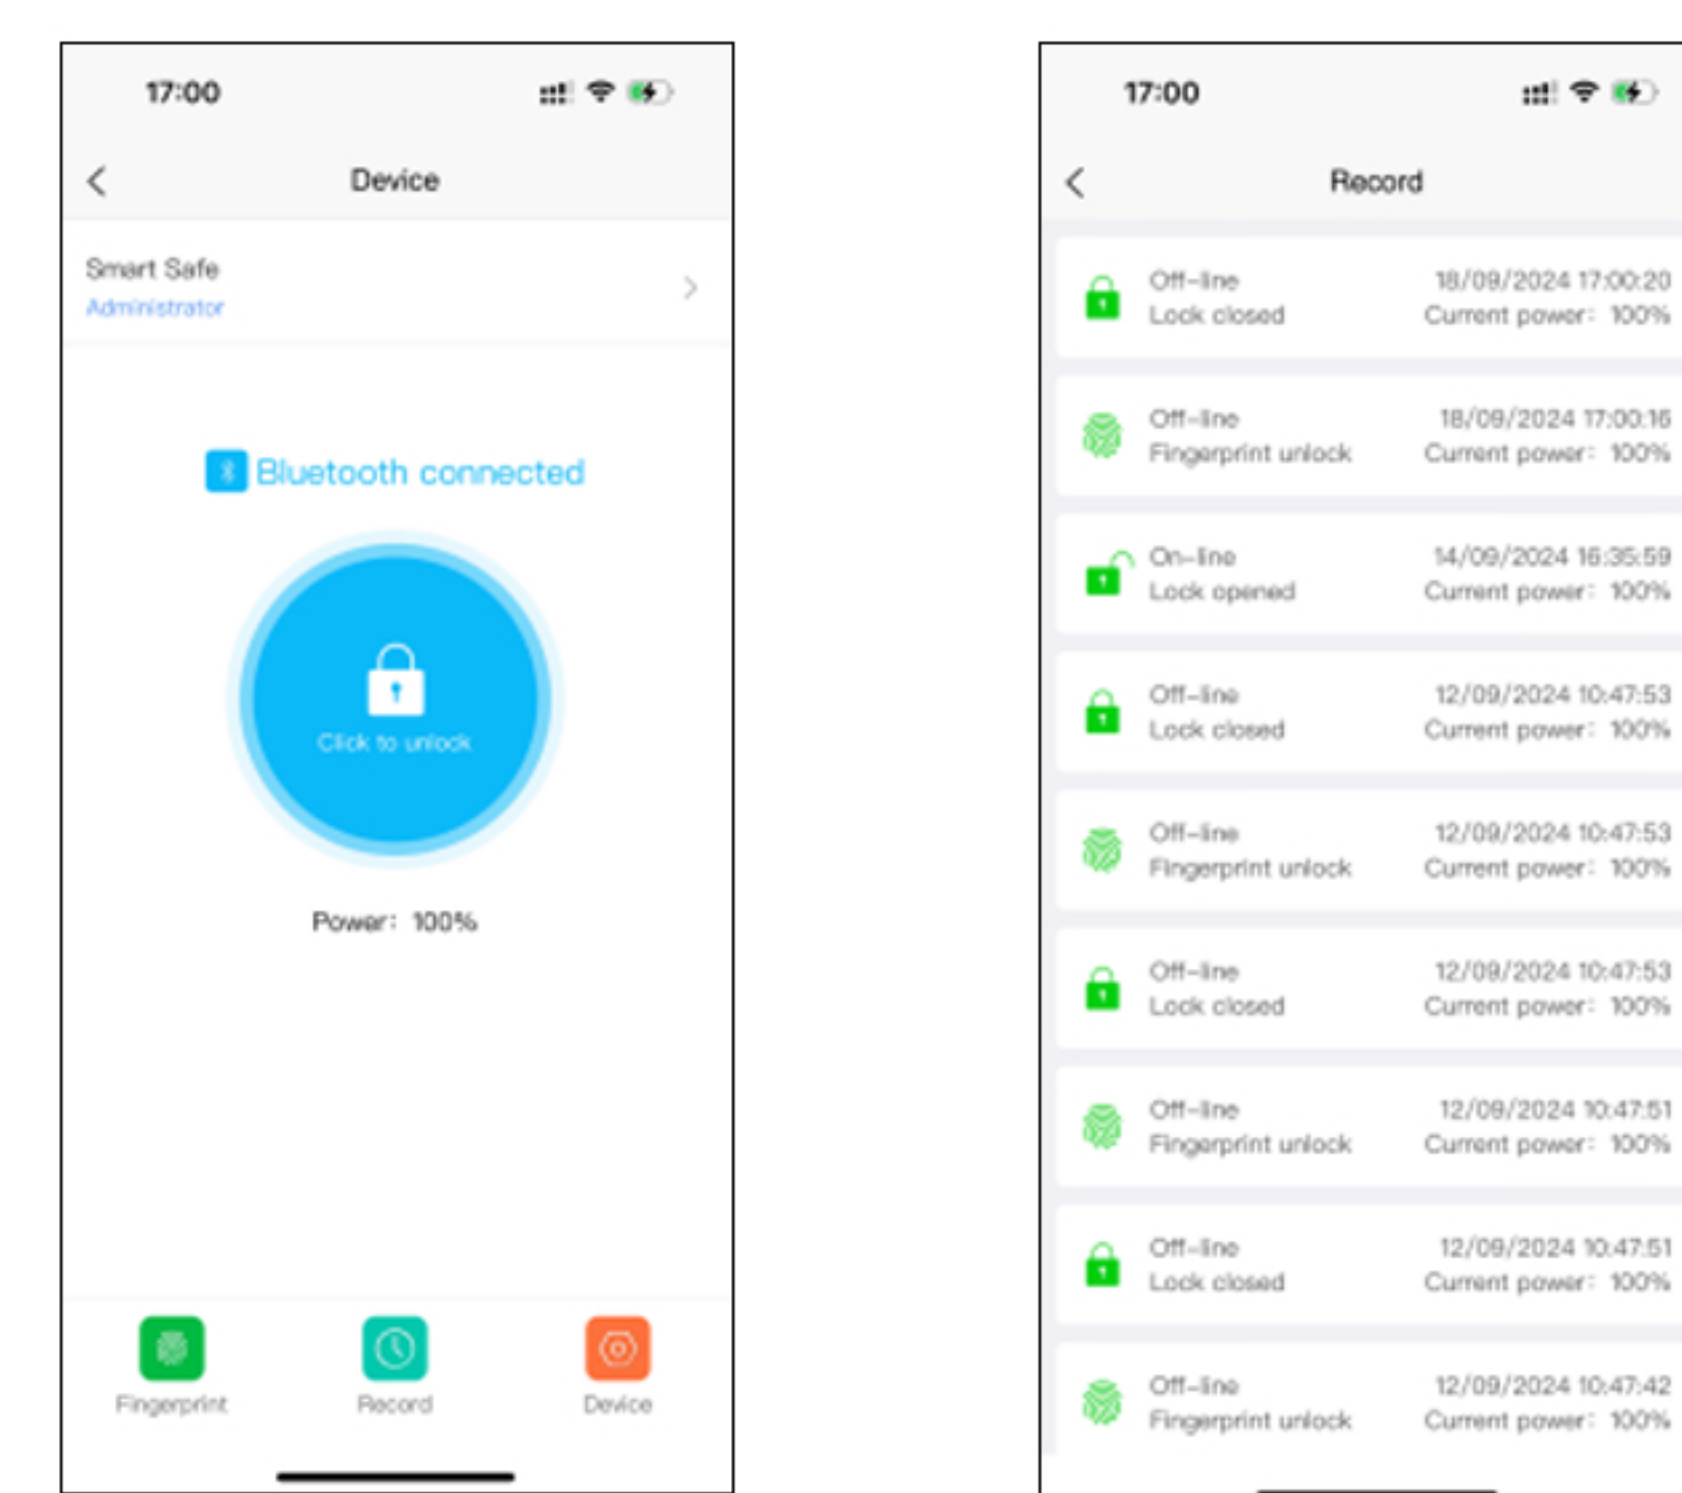 17:00
Device
Smart Safe
Administrator
Bluetooth connected
Click to unlock
Power: 100%
Fingerprint
Record
Device
17:00
Record
Off-line 18/09/2024 17:00:20
Lock closed Current power: 100%
Off-line 18/09/2024 17:00:16
Fingerprint unlock Current power: 100%
On-line 14/09/2024 16:35:59
Lock opened Current power: 100%
Off-line 12/09/2024 10:47:53
Lock closed Current power: 100%
Off-line 12/09/2024 10:47:53
Fingerprint unlock Current power: 100%
Off-line 12/09/2024 10:47:53
Lock closed Current power: 100%
Off-line 12/09/2024 10:47:51
Fingerprint unlock Current power: 100%
Off-line 12/09/2024 10:47:51
Lock closed Current power: 100%
Off-line 12/09/2024 10:47:42
Fingerprint unlock Current power: 100%